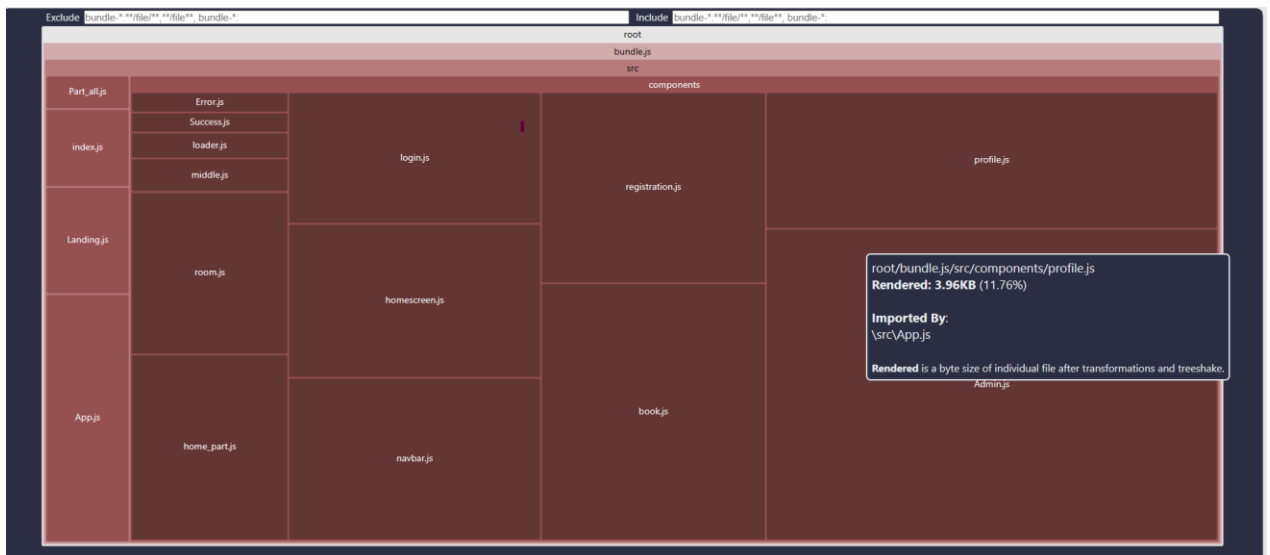 Exclude bundle-*:**/file/**,**/file**, bundle-*: Include bundle-*:**/file/**,**/file**, bundle-*:
root
bundle.js
src
Part_all.js
index.js
Landing.js
App.js
components
Error.js
Success.js
loader.js
middle.js
room.js
home_part.js
login.js
homescreen.js
navbar.js
registration.js
book.js
profile.js
root/bundle.js/src/components/profile.js
Rendered: 3.96KB (11.76%)
Imported By:
\src\App.js
Rendered is a byte size of individual file after transformations and treeshake.
Admin.js